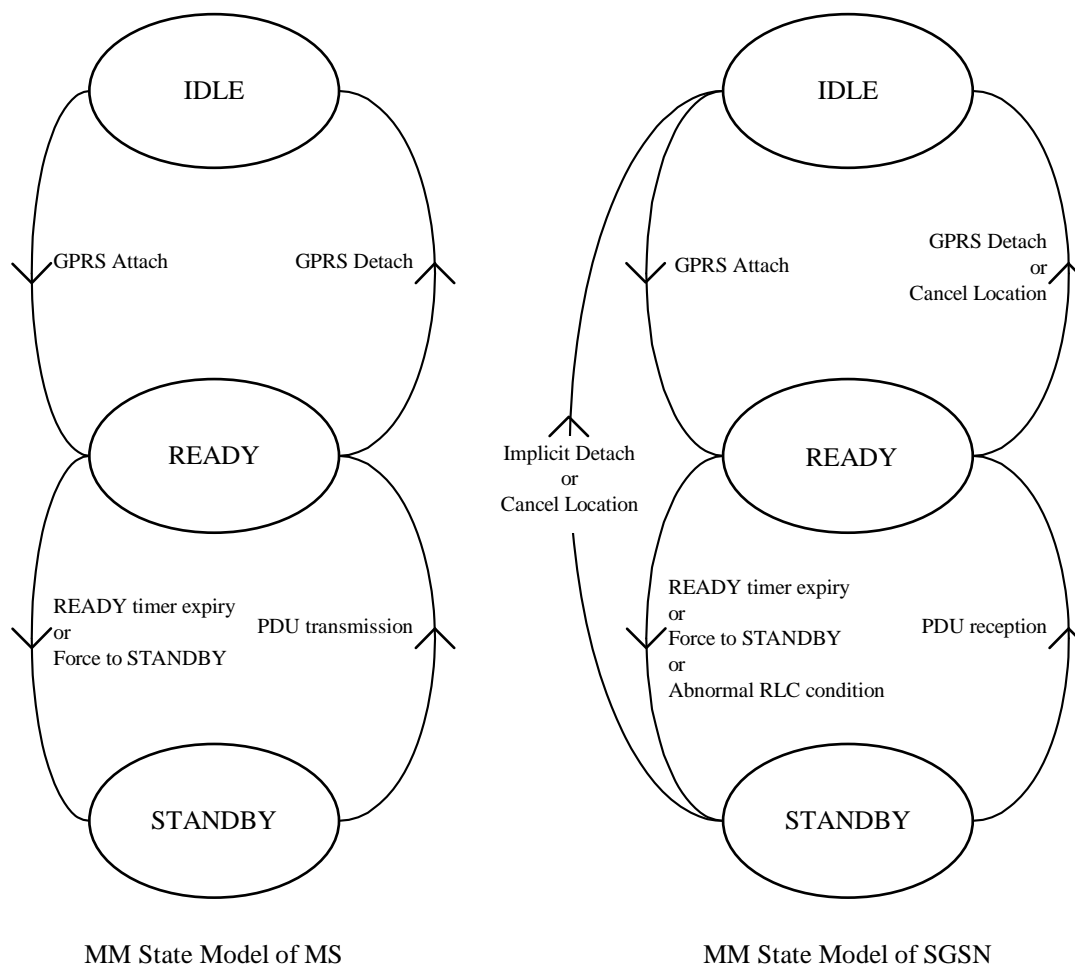 IDLE
GPRS Attach
GPRS Detach
READY
READY timer expiry
or
Force to STANDBY
PDU transmission
STANDBY
MM State Model of MS
IDLE
GPRS Attach
GPRS Detach
or
Cancel Location
Implicit Detach
or
Cancel Location
READY
READY timer expiry
or
Force to STANDBY
or
Abnormal RLC condition
PDU reception
STANDBY
MM State Model of SGSN